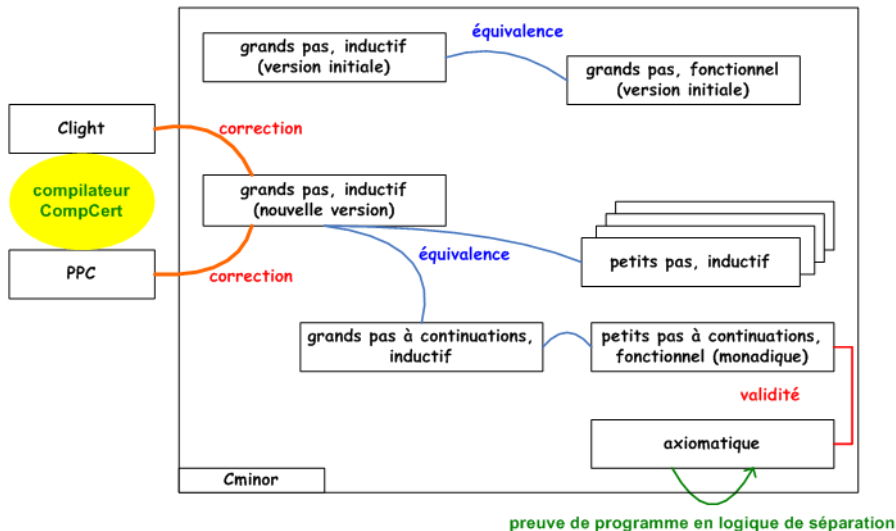 équivalence
grands pas, inductif
(version initiale)
grands pas, fonctionnel
(version initiale)
Clight
correction
compilateur
CompCert
grands pas, inductif
(nouvelle version)
équivalence
petits pas, inductif
PPC
correction
grands pas à continuations,
inductif
petits pas à continuations,
fonctionnel (monadique)
validité
axiomatique
Cminor
preuve de programme en logique de séparation